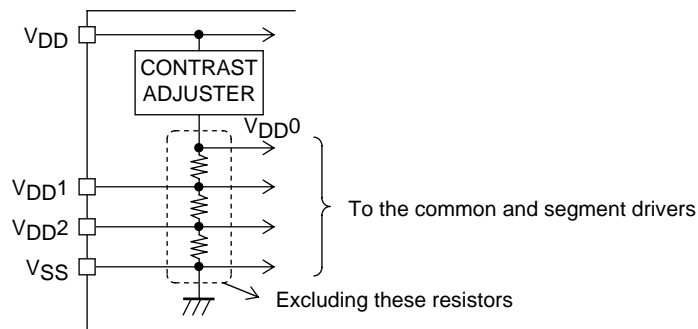 VDD
CONTRAST
ADJUSTER
VDD0
VDD1
VDD2
VSS
To the common and segment drivers
Excluding these resistors